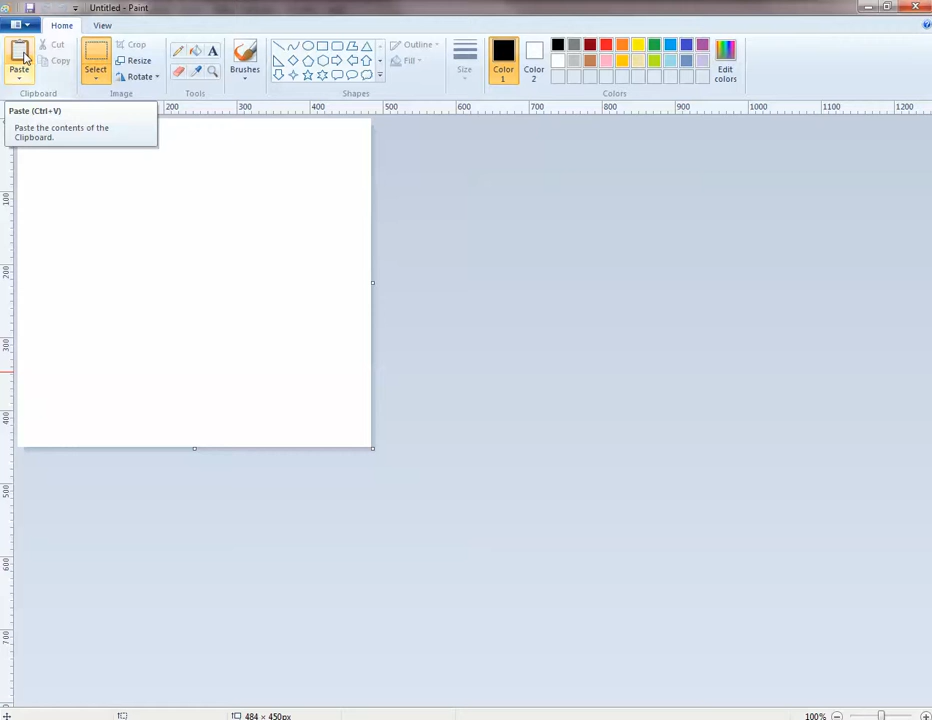 Untitled - Paint
Home View
Paste
Cut
Copy
Clipboard
Select
Crop
Resize
Rotate
Image
Tools
Brushes
Shapes
Outline
Fill
Size
Color 1
Color 2
Edit colors
Colors
Paste (Ctrl+V)
Paste the contents of the
Clipboard.
200 300 400 500 600 700 800 900 1000 1100 1200
100
200
300
400
500
600
700
484 × 450px
100%